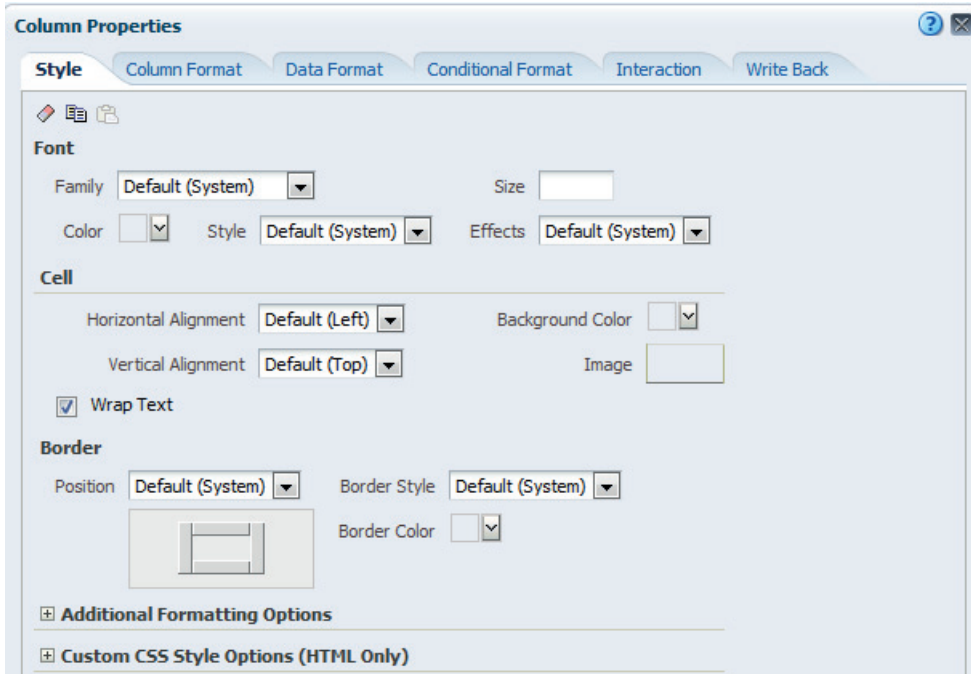 Column Properties ?
Style Column Format Data Format Conditional Format Interaction Write Back
Font
Family Default (System) Size
Color Style Default (System) Effects Default (System)
Cell
Horizontal Alignment Default (Left) Background Color
Vertical Alignment Default (Top) Image
Wrap Text
Border
Position Default (System) Border Style Default (System)
Border Color
Additional Formatting Options
Custom CSS Style Options (HTML Only)